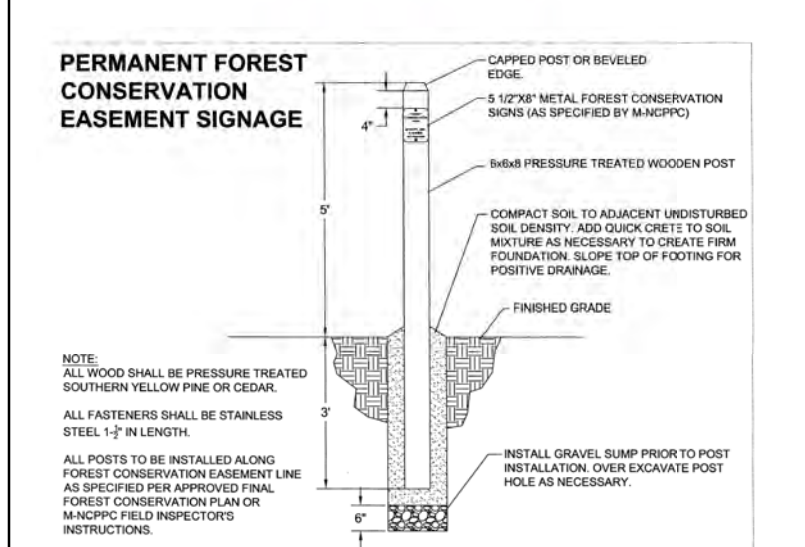 PERMANENT FOREST
CONSERVATION
EASEMENT SIGNAGE
CAPPED POST OR BEVELED
EDGE.
5 1/2"X8" METAL FOREST CONSERVATION
SIGNS (AS SPECIFIED BY M-NCPPC)
4"
6x6x8 PRESSURE TREATED WOODEN POST
5'
COMPACT SOIL TO ADJACENT UNDISTURBED
SOIL DENSITY. ADD QUICK CRETE TO SOIL
MIXTURE AS NECESSARY TO CREATE FIRM
FOUNDATION. SLOPE TOP OF FOOTING FOR
POSITIVE DRAINAGE.
FINISHED GRADE
NOTE:
ALL WOOD SHALL BE PRESSURE TREATED
SOUTHERN YELLOW PINE OR CEDAR.
ALL FASTENERS SHALL BE STAINLESS
STEEL 1-½" IN LENGTH.
3'
ALL POSTS TO BE INSTALLED ALONG
FOREST CONSERVATION EASEMENT LINE
AS SPECIFIED PER APPROVED FINAL
FOREST CONSERVATION PLAN OR
M-NCPPC FIELD INSPECTOR'S
INSTRUCTIONS.
INSTALL GRAVEL SUMP PRIOR TO POST
INSTALLATION. OVER EXCAVATE POST
HOLE AS NECESSARY.
6"